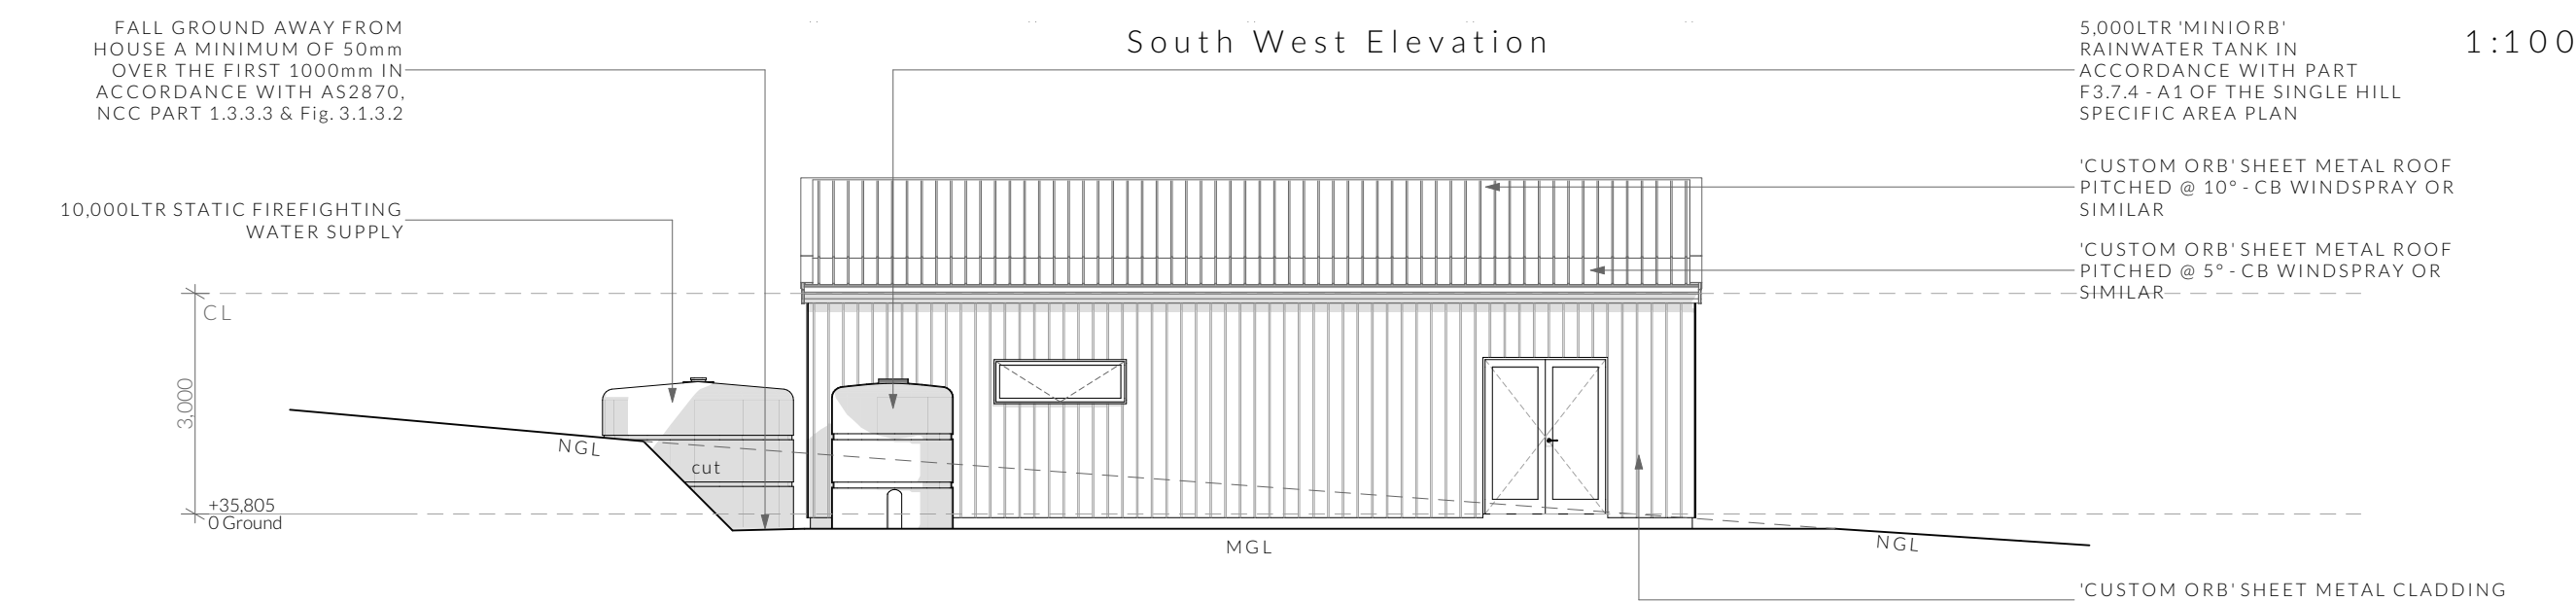 South West Elevation
1:100
FALL GROUND AWAY FROM
HOUSE A MINIMUM OF 50mm
OVER THE FIRST 1000mm IN
ACCORDANCE WITH AS2870,
NCC PART 1.3.3.3 & Fig. 3.1.3.2
10,000LTR STATIC FIREFIGHTING
WATER SUPPLY
5,000LTR 'MINIORB'
RAINWATER TANK IN
ACCORDANCE WITH PART
F3.7.4 - A1 OF THE SINGLE HILL
SPECIFIC AREA PLAN
'CUSTOM ORB' SHEET METAL ROOF
PITCHED @ 10° - CB WINDSPRAY OR
SIMILAR
'CUSTOM ORB' SHEET METAL ROOF
PITCHED @ 5° - CB WINDSPRAY OR
SIMILAR
CL
3,000
NGL
cut
+35,805
0 Ground
MGL
NGL
'CUSTOM ORB' SHEET METAL CLADDING